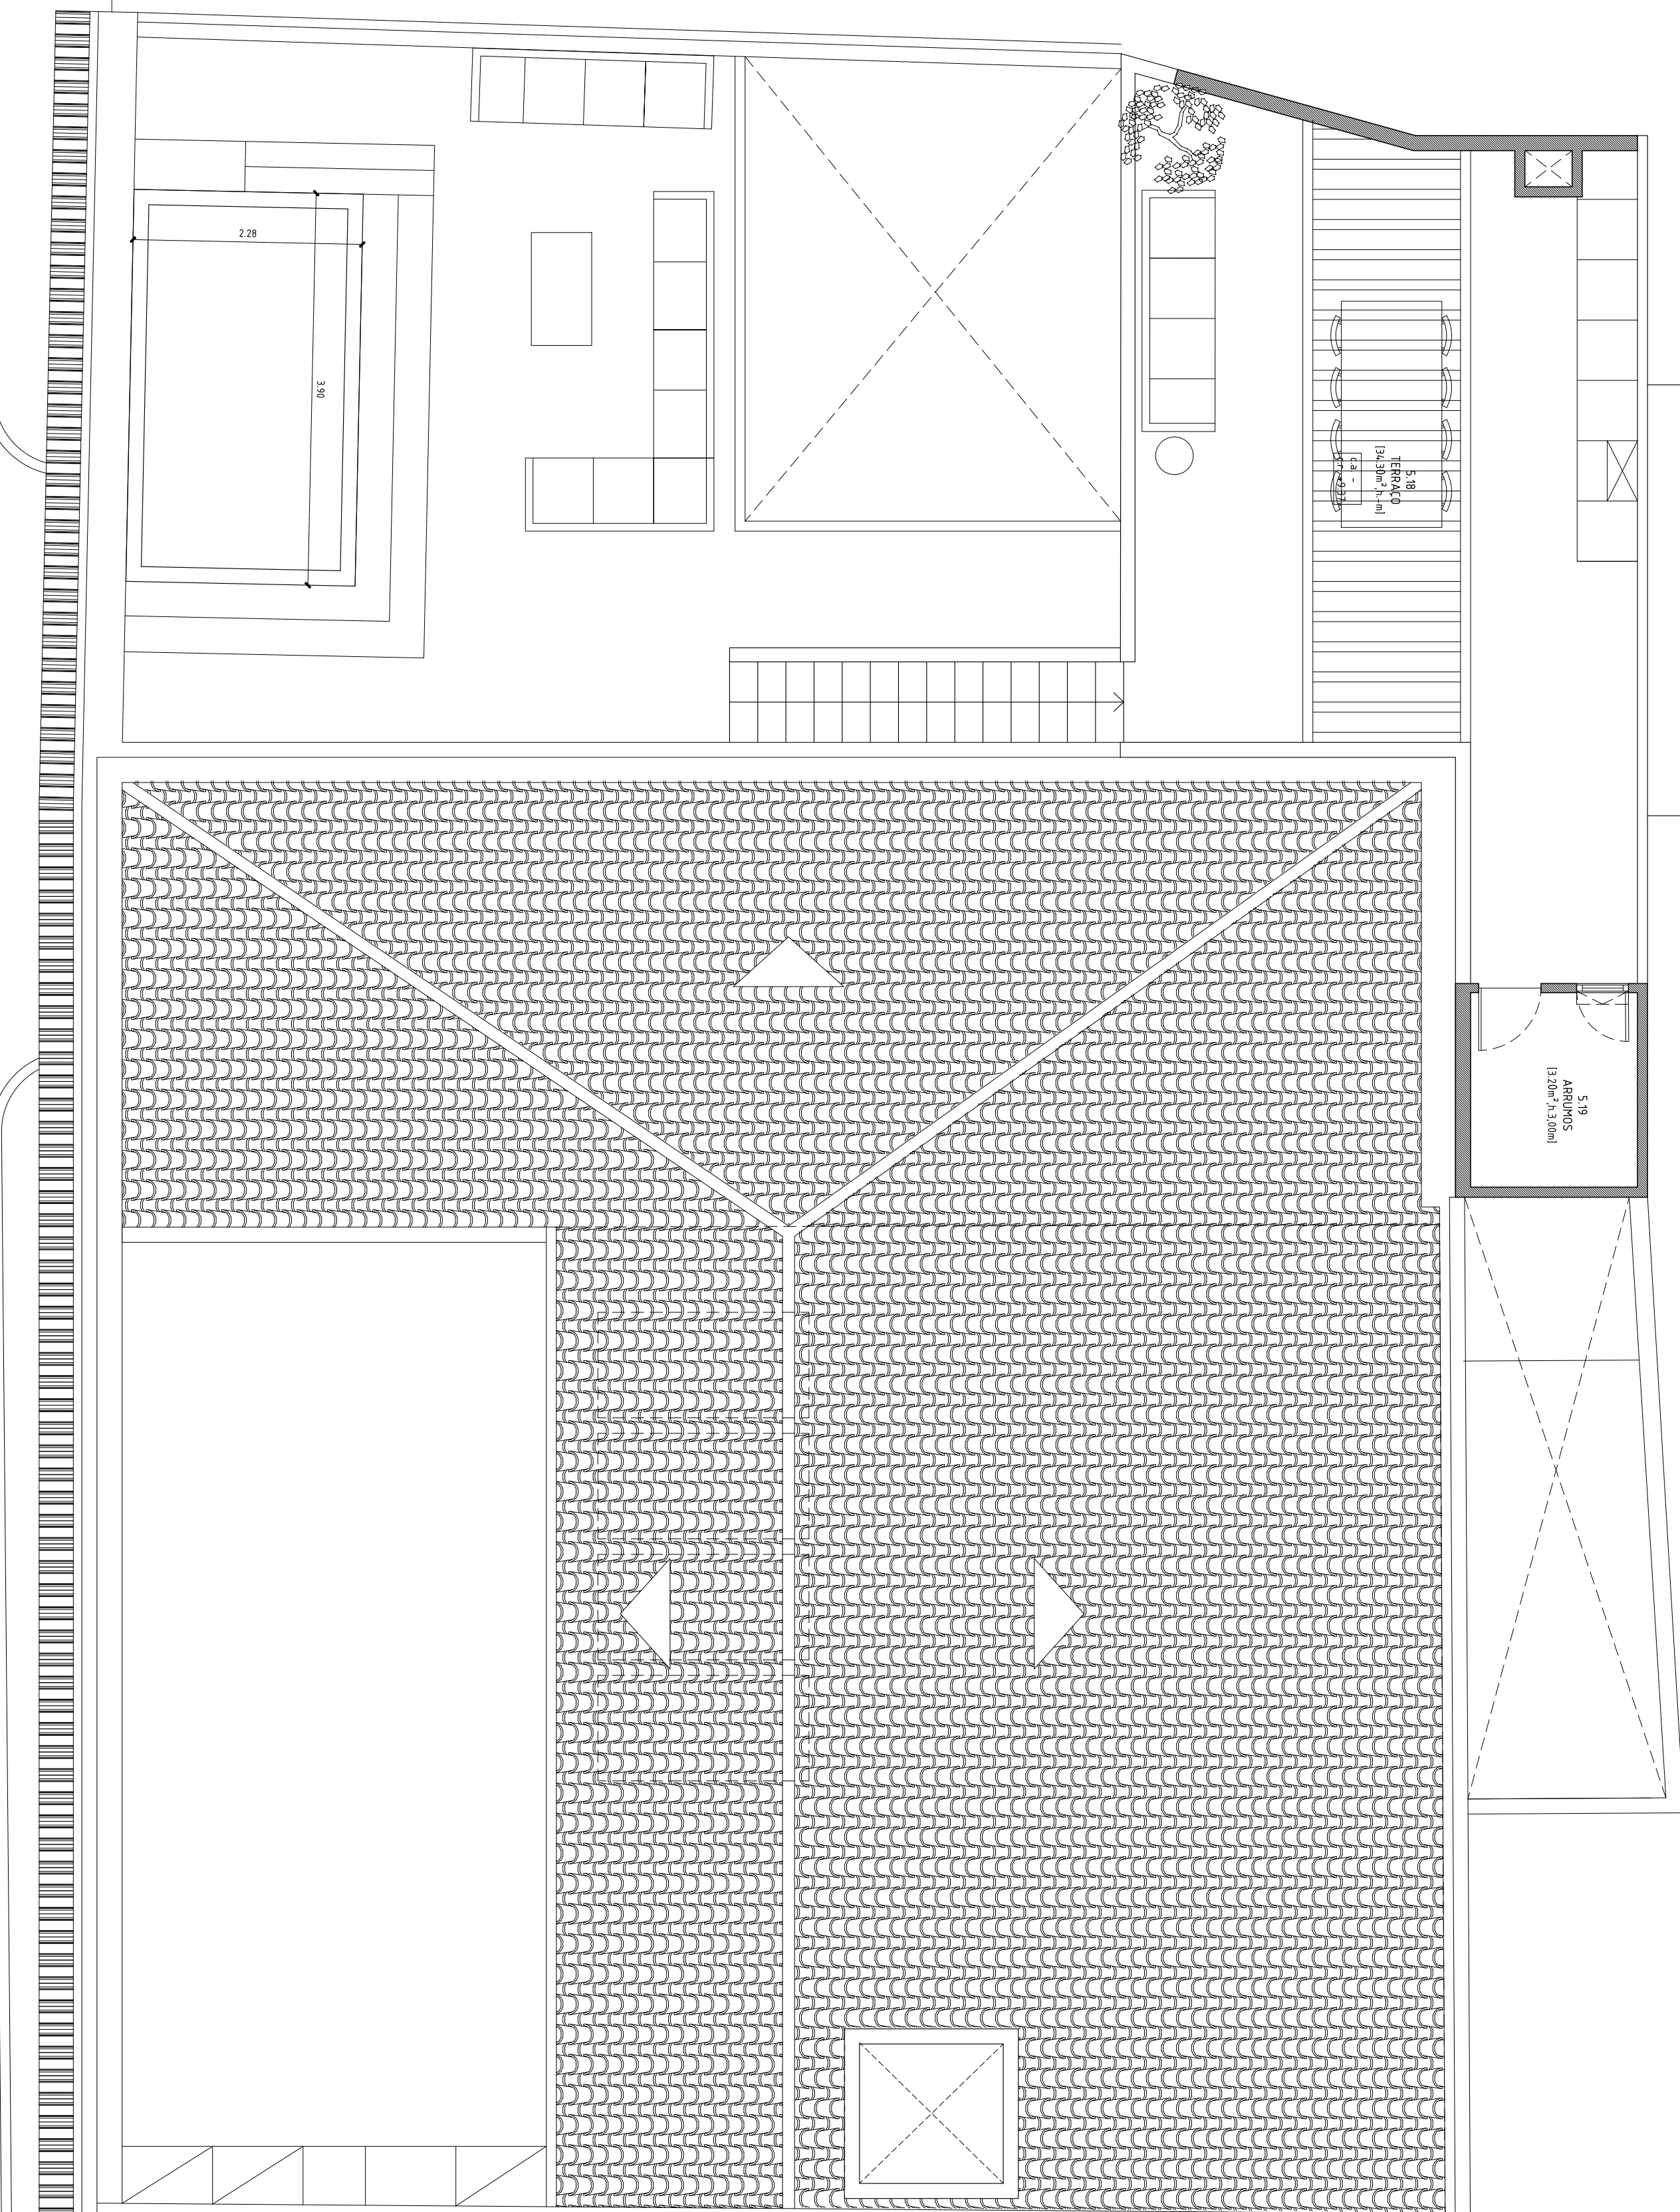 2.28
3.90
5.18
TERRAÇO
[34.30m²,h.-m]
c.a. -
5.19
ARRUMOS
[3.20m²,h.3,00m]